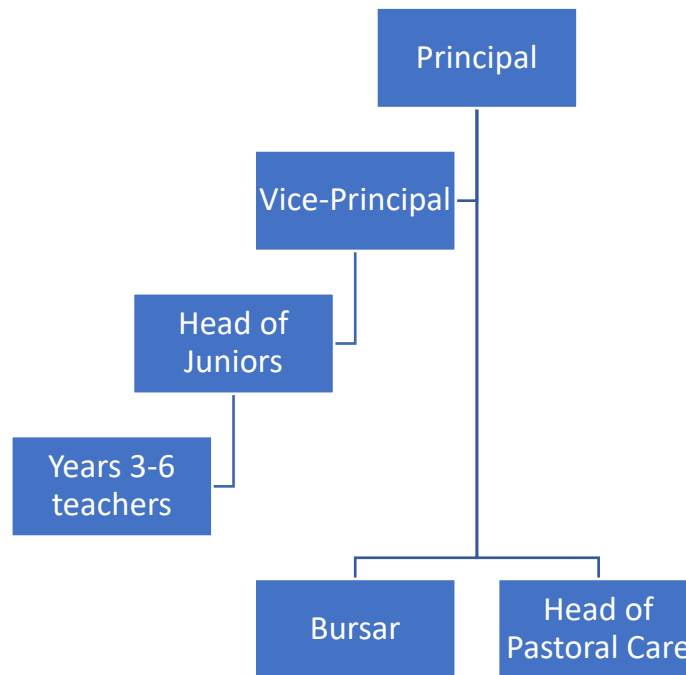 Principal
Vice-Principal
Head of
Juniors
Years 3-6
teachers
Bursar
Head of
Pastoral Care